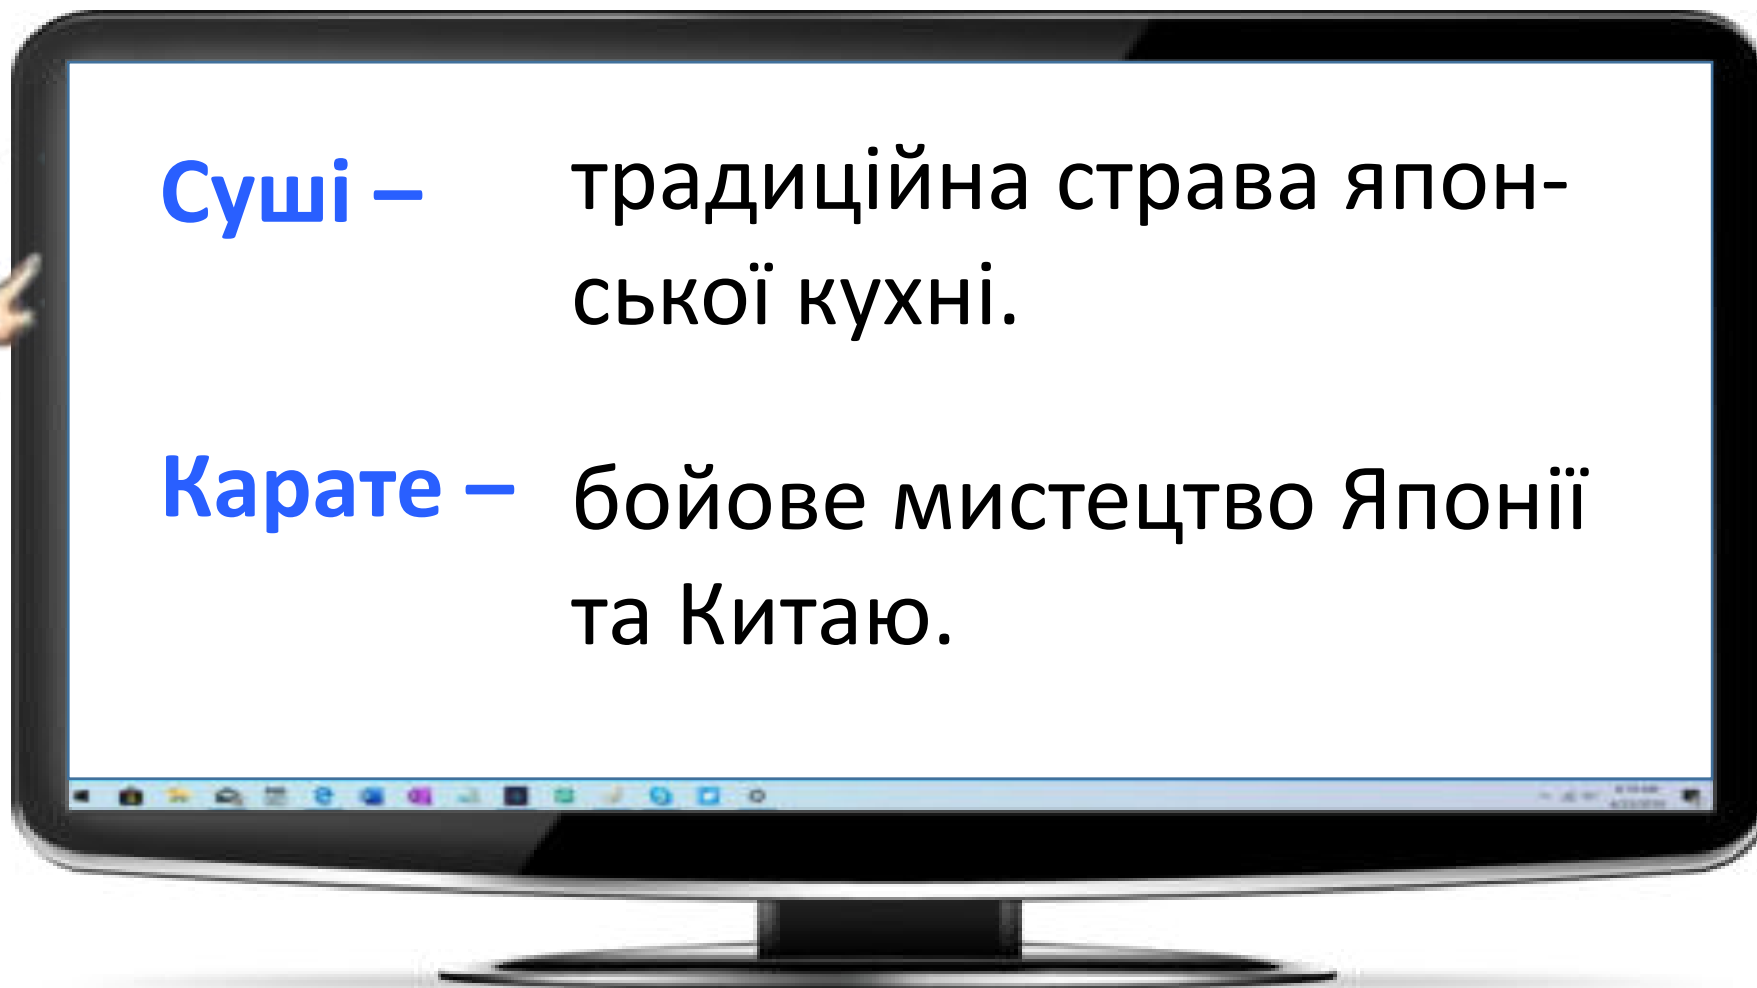 Суші – традиційна страва япон-
ської кухні.
Карате – бойове мистецтво Японії
та Китаю.